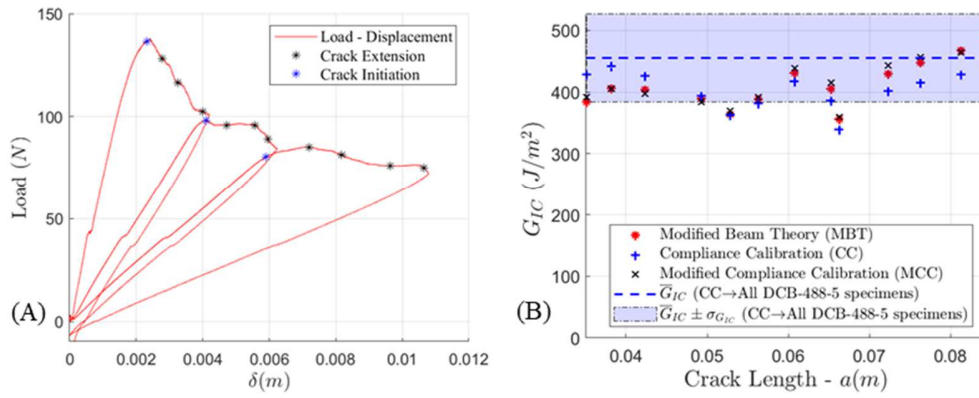 150
100
50
0
Load (N)
0
0.002
0.004
0.006
0.008
0.010
0.012
δ(m)
Load - Displacement
Crack Extension
Crack Initiation
(A)
500
400
300
200
100
0
G_IC (J/m²)
0.04
0.05
0.06
0.07
0.08
Crack Length - a(m)
Modified Beam Theory (MBT)
Compliance Calibration (CC)
Modified Compliance Calibration (MCC)
G̅_IC (CC→All DCB-488-5 specimens)
G̅_IC ± σ_G_IC (CC→All DCB-488-5 specimens)
(B)